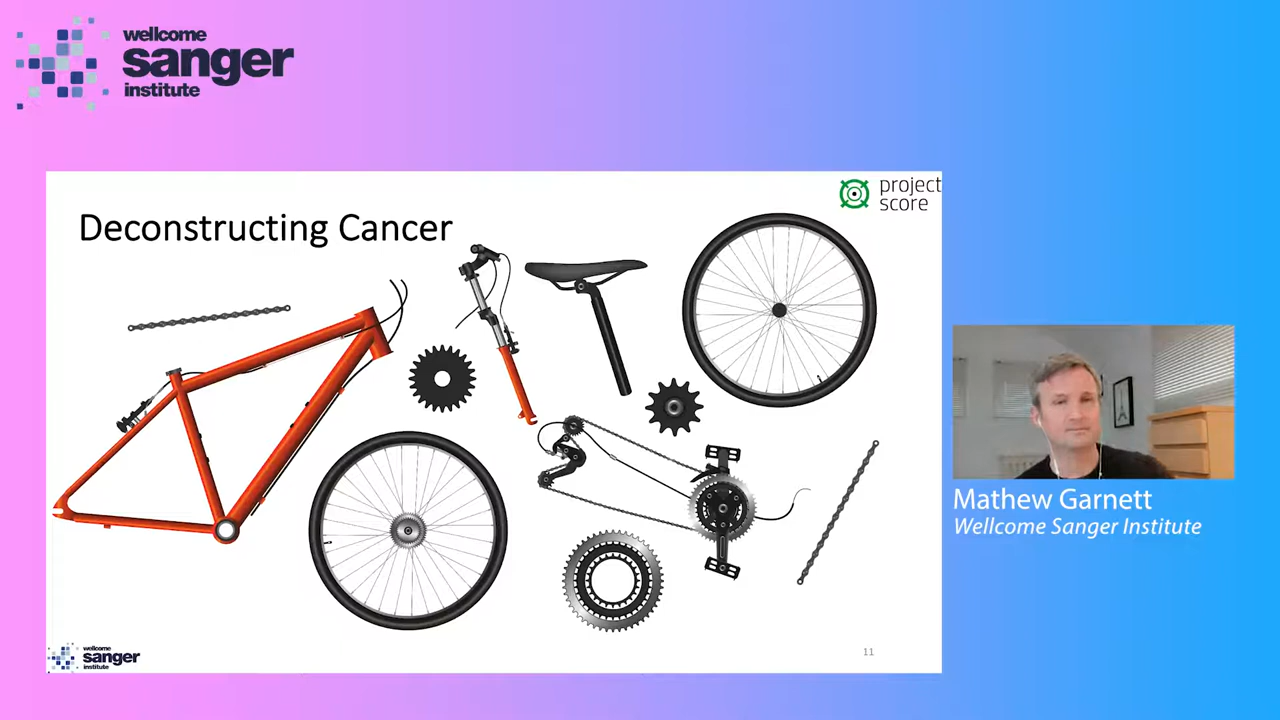 wellcome
sanger
institute
project
score
Deconstructing Cancer
Mathew Garnett
Wellcome Sanger Institute
wellcome
sanger
institute
11